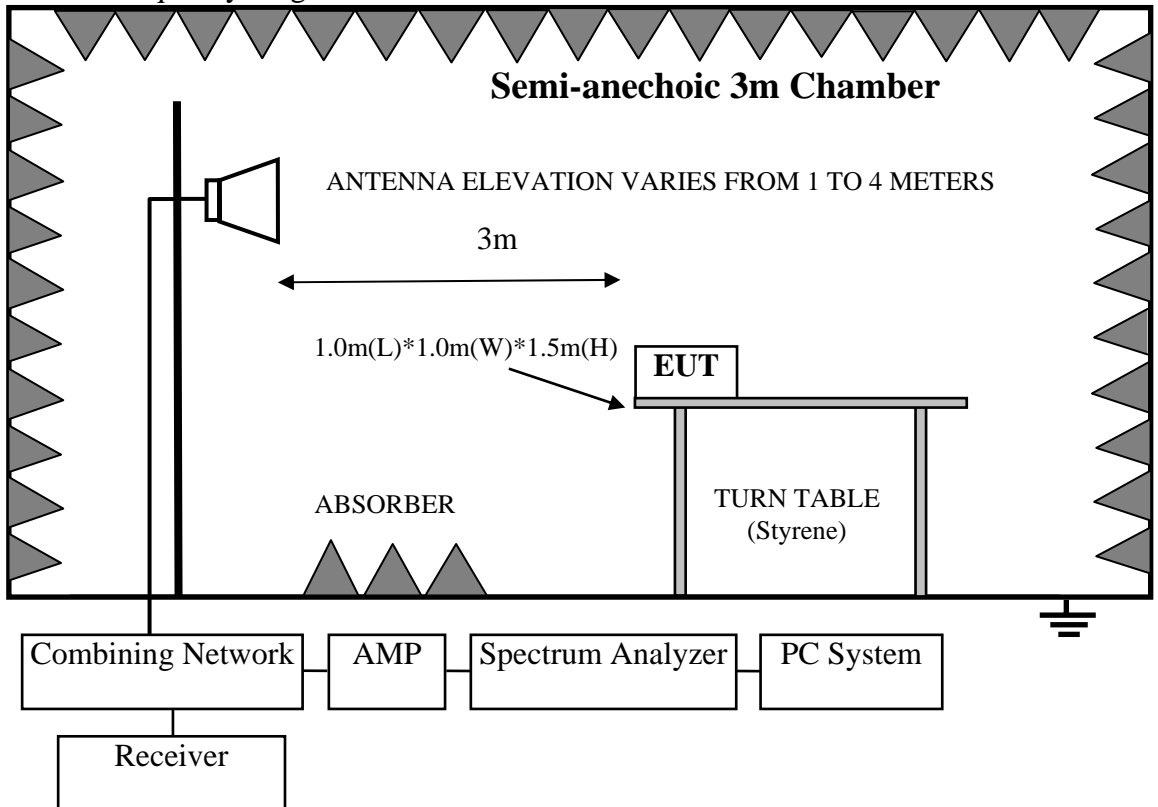 Semi-anechoic 3m Chamber
ANTENNA ELEVATION VARIES FROM 1 TO 4 METERS
3m
1.0m(L)*1.0m(W)*1.5m(H)
EUT
ABSORBER
TURN TABLE
(Styrene)
Combining Network
AMP
Spectrum Analyzer
PC System
Receiver